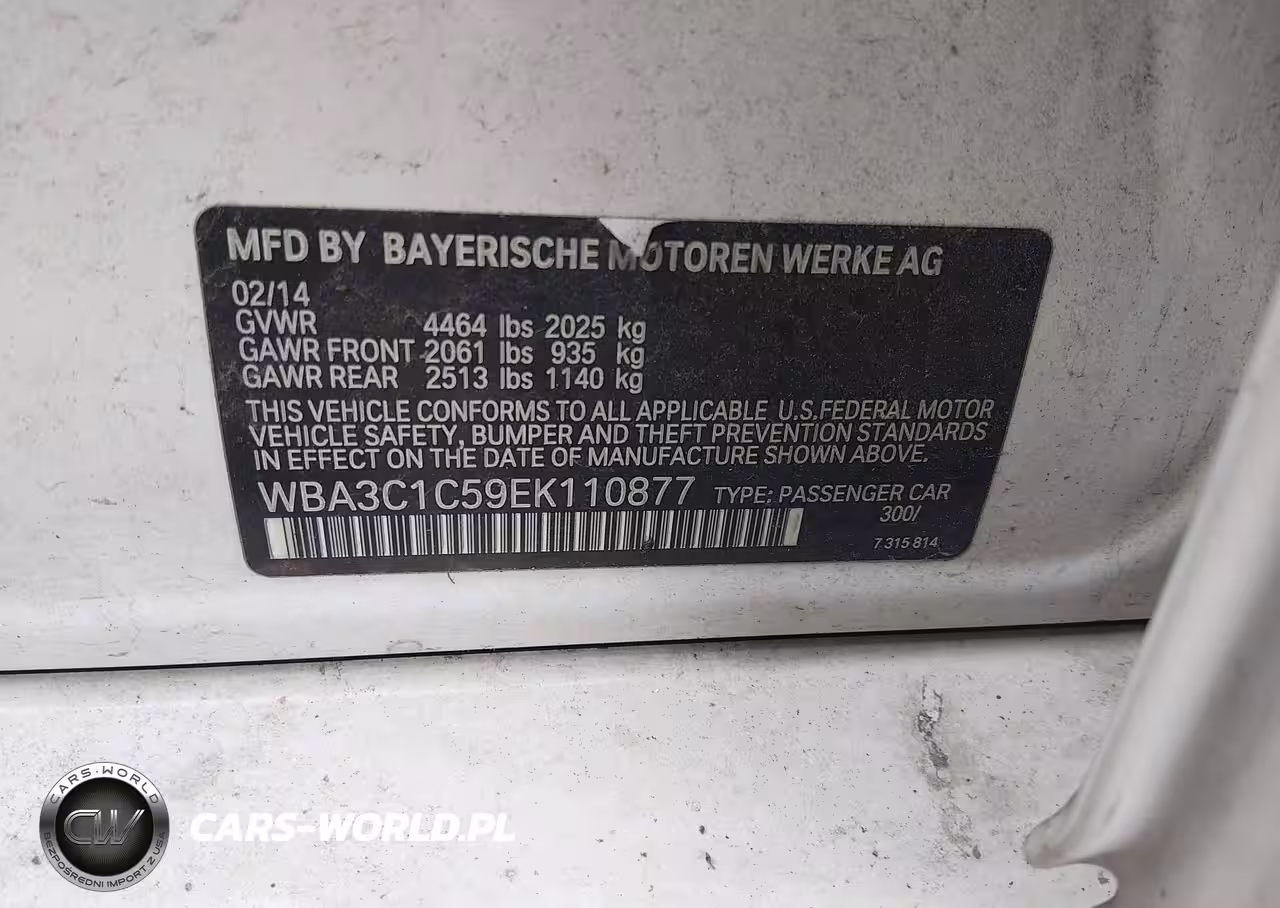 MFD BY BAYERISCHE MOTOREN WERKE AG
02/14
GVWR 4464 lbs 2025 kg
GAWR FRONT 2061 lbs 935 kg
GAWR REAR 2513 lbs 1140 kg
THIS VEHICLE CONFORMS TO ALL APPLICABLE U.S.FEDERAL MOTOR
VEHICLE SAFETY, BUMPER AND THEFT PREVENTION STANDARDS
IN EFFECT ON THE DATE OF MANUFACTURE SHOWN ABOVE.
WBA3C1C59EK110877 TYPE: PASSENGER CAR
300/
7 315 814
CARS-WORLD
CW
BEZPOŚREDNI IMPORT Z USA
CARS-WORLD.PL